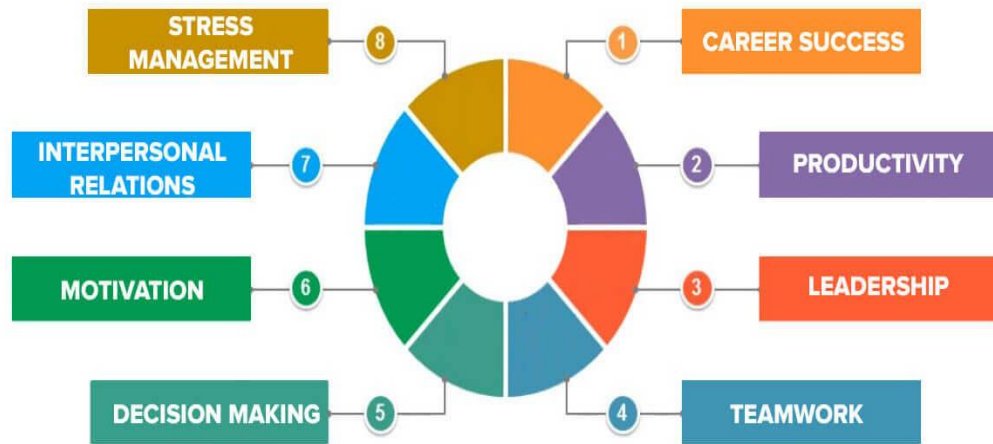 1
CAREER SUCCESS
2
PRODUCTIVITY
3
LEADERSHIP
4
TEAMWORK
5
DECISION MAKING
6
MOTIVATION
7
INTERPERSONAL
RELATIONS
8
STRESS
MANAGEMENT